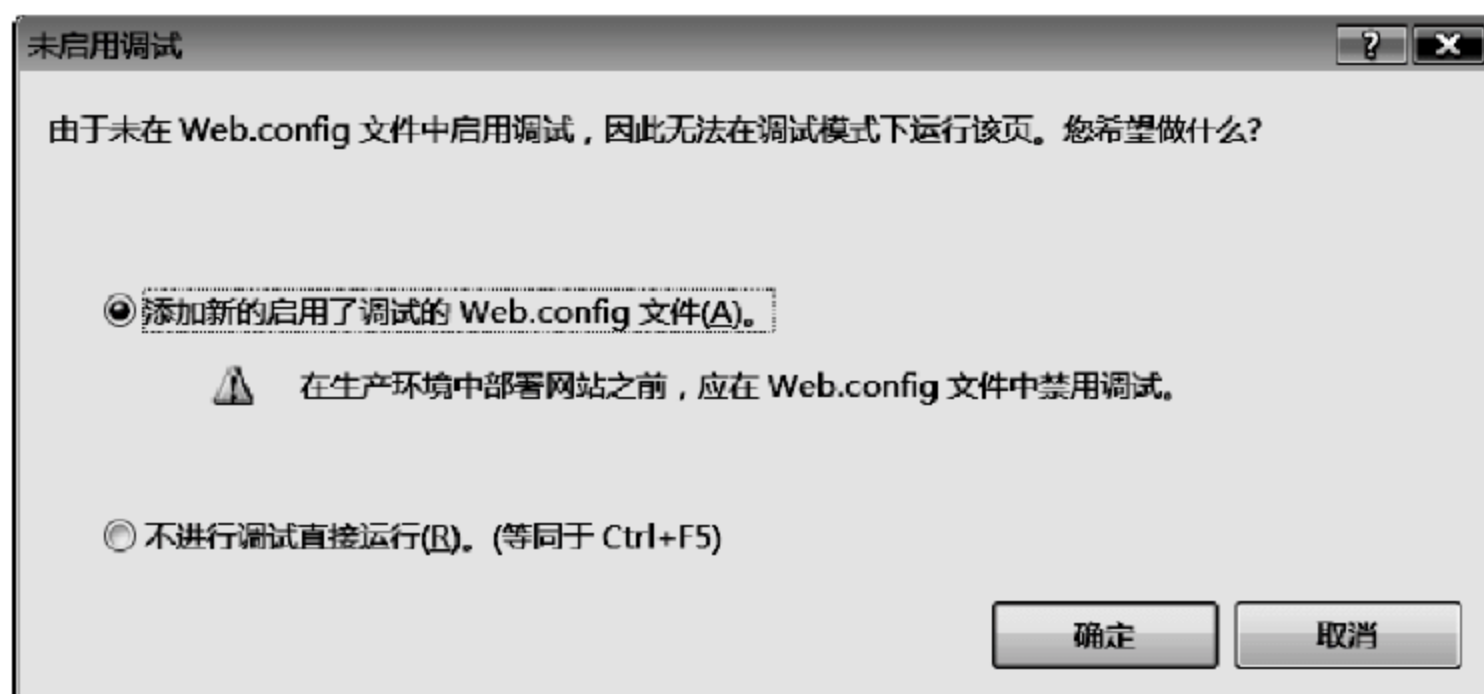 未启用调试
由于未在 Web.config 文件中启用调试，因此无法在调试模式下运行该页。您希望做什么?
添加新的启用了调试的 Web.config 文件(A)。
在生产环境中部署网站之前，应在 Web.config 文件中禁用调试。
不进行调试直接运行(R)。(等同于 Ctrl+F5)
确定 取消